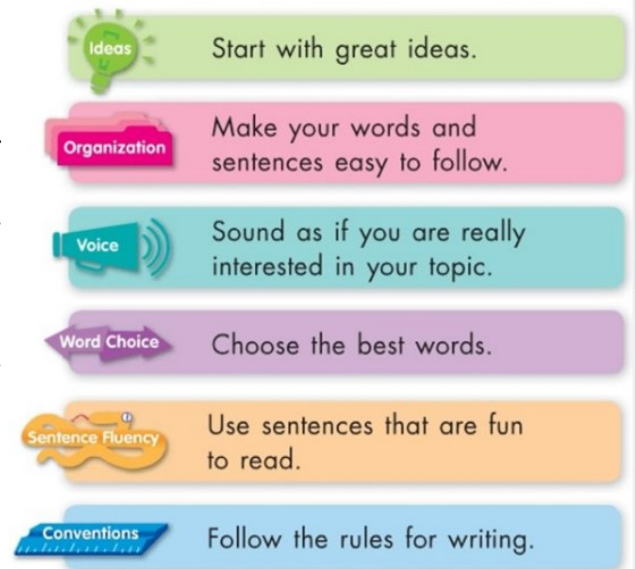 Ideas
Start with great ideas.
Organization
Make your words and
sentences easy to follow.
Voice
Sound as if you are really
interested in your topic.
Word Choice
Choose the best words.
Sentence Fluency
Use sentences that are fun
to read.
Conventions
Follow the rules for writing.